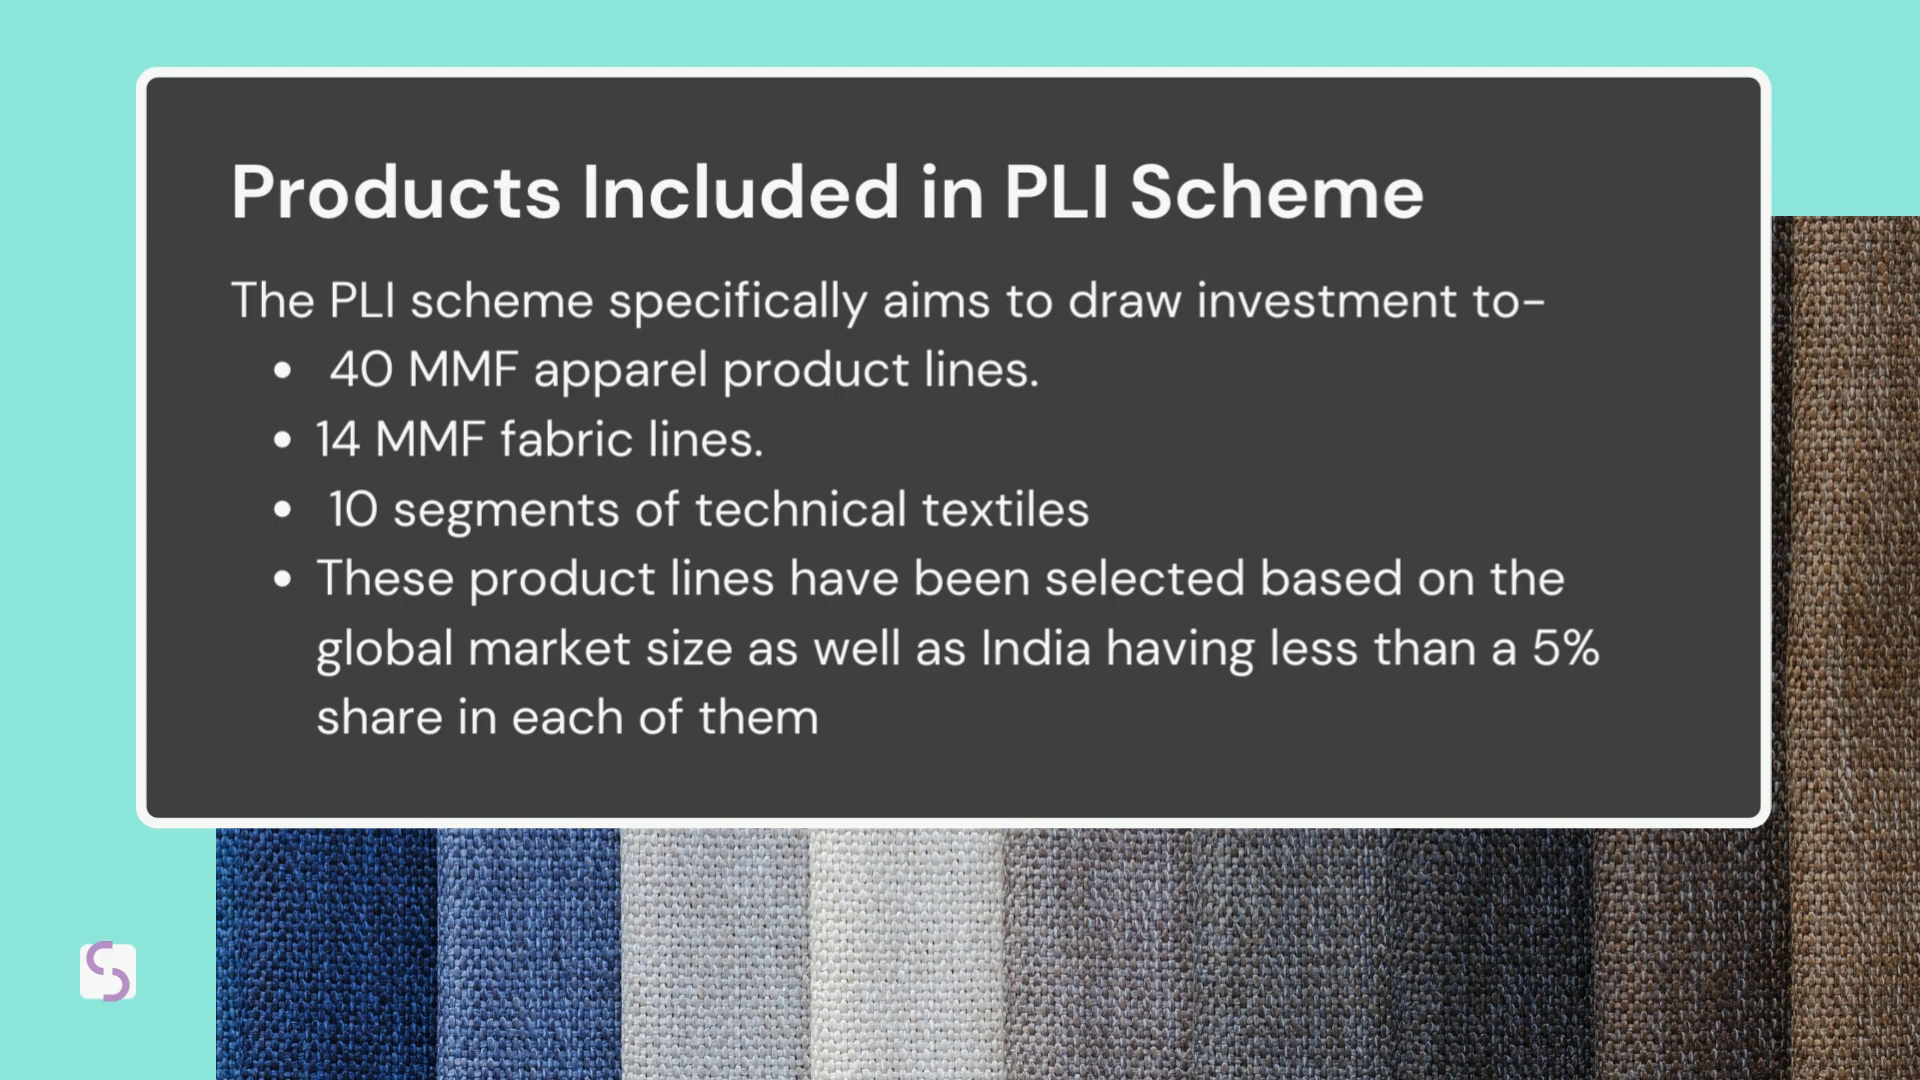 Products Included in PLI Scheme
The PLI scheme specifically aims to draw investment to-
• 40 MMF apparel product lines.
• 14 MMF fabric lines.
• 10 segments of technical textiles
• These product lines have been selected based on the
global market size as well as India having less than a 5%
share in each of them